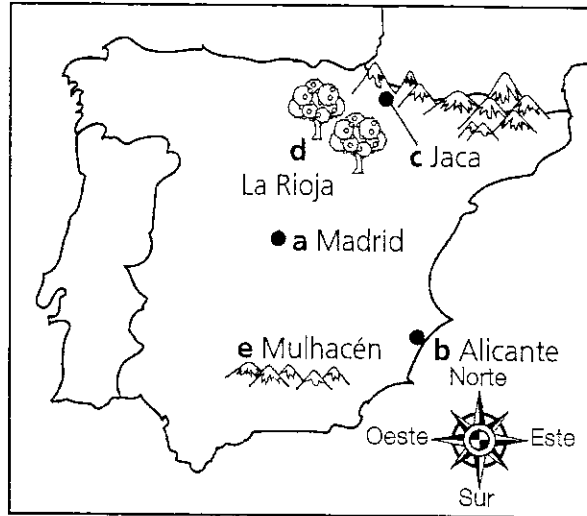 d
La Rioja
c Jaca
a Madrid
e Mulhacén
b Alicante
Norte
Oeste
Este
Sur